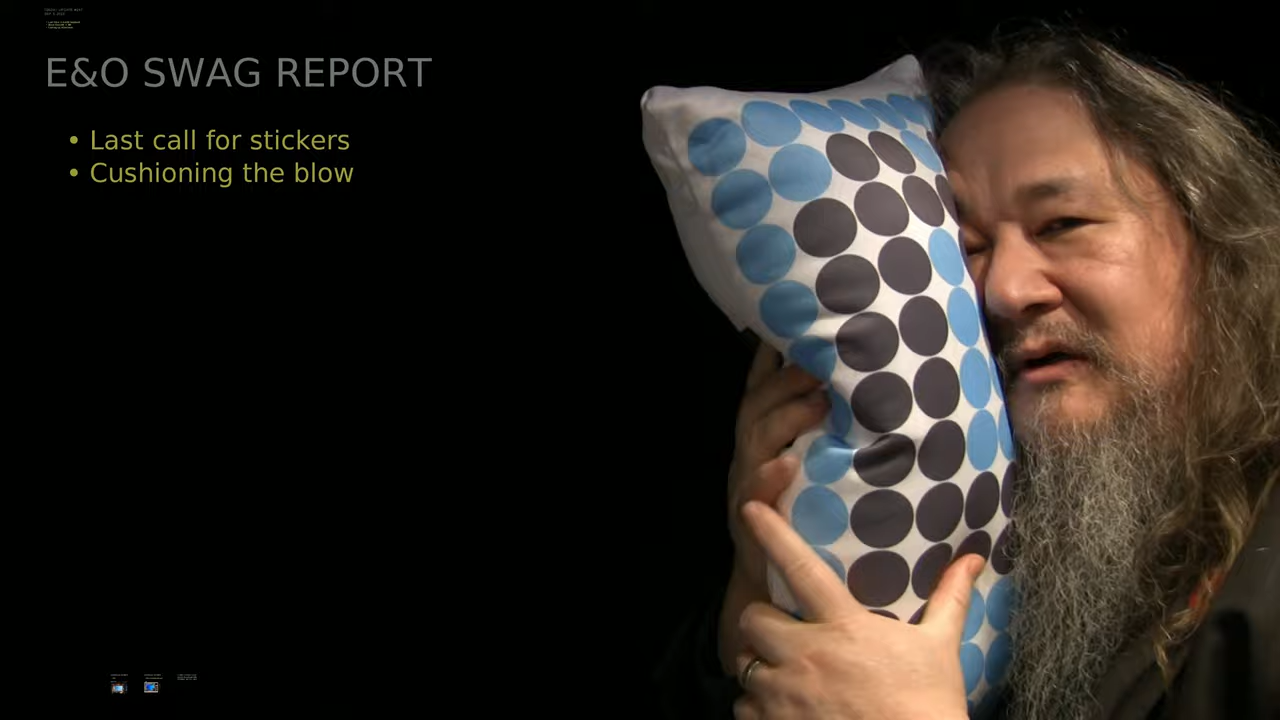 E&O SWAG REPORT
• Last call for stickers
• Cushioning the blow